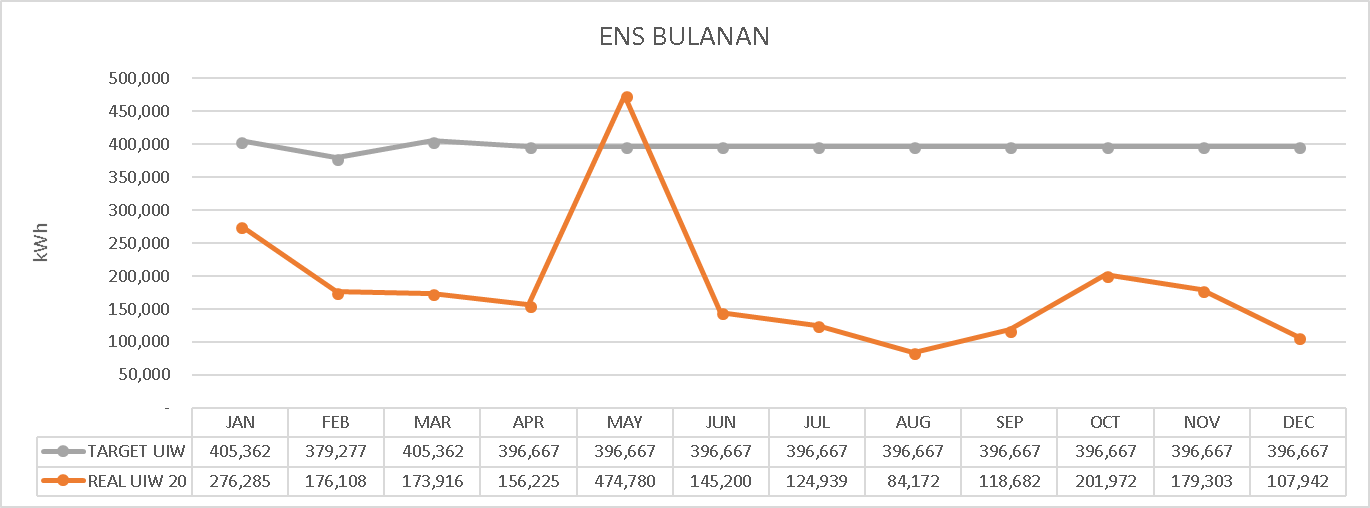 ENS BULANAN
500,000
450,000
400,000
350,000
300,000
250,000
200,000
150,000
100,000
50,000
-
kWh
JAN FEB MAR APR MAY JUN JUL AUG SEP OCT NOV DEC
TARGET UIW 405,362 379,277 405,362 396,667 396,667 396,667 396,667 396,667 396,667 396,667 396,667 396,667
REAL UIW 20 276,285 176,108 173,916 156,225 474,780 145,200 124,939 84,172 118,682 201,972 179,303 107,942